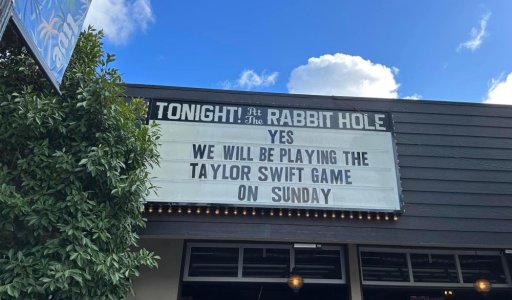 TONIGHT! At The RABBIT HOLE
YES
WE WILL BE PLAYING THE
TAYLOR SWIFT GAME
ON SUNDAY